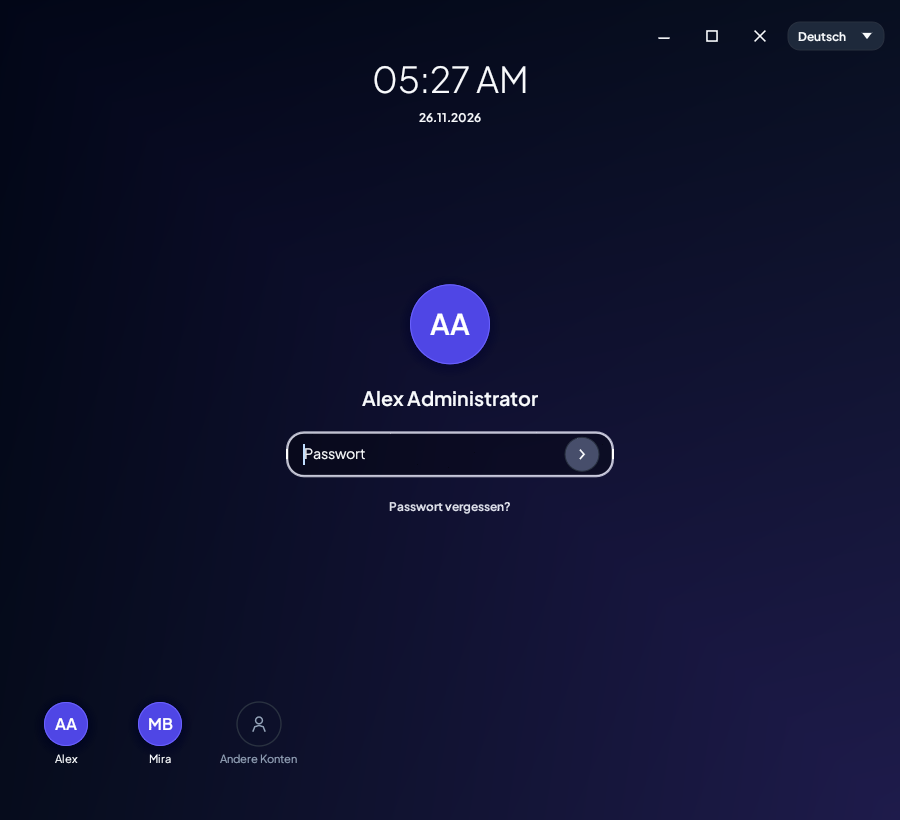 Deutsch
05:27 AM
26.11.2026
AA
Alex Administrator
Passwort
Passwort vergessen?
AA
Alex
MB
Mira
Andere Konten